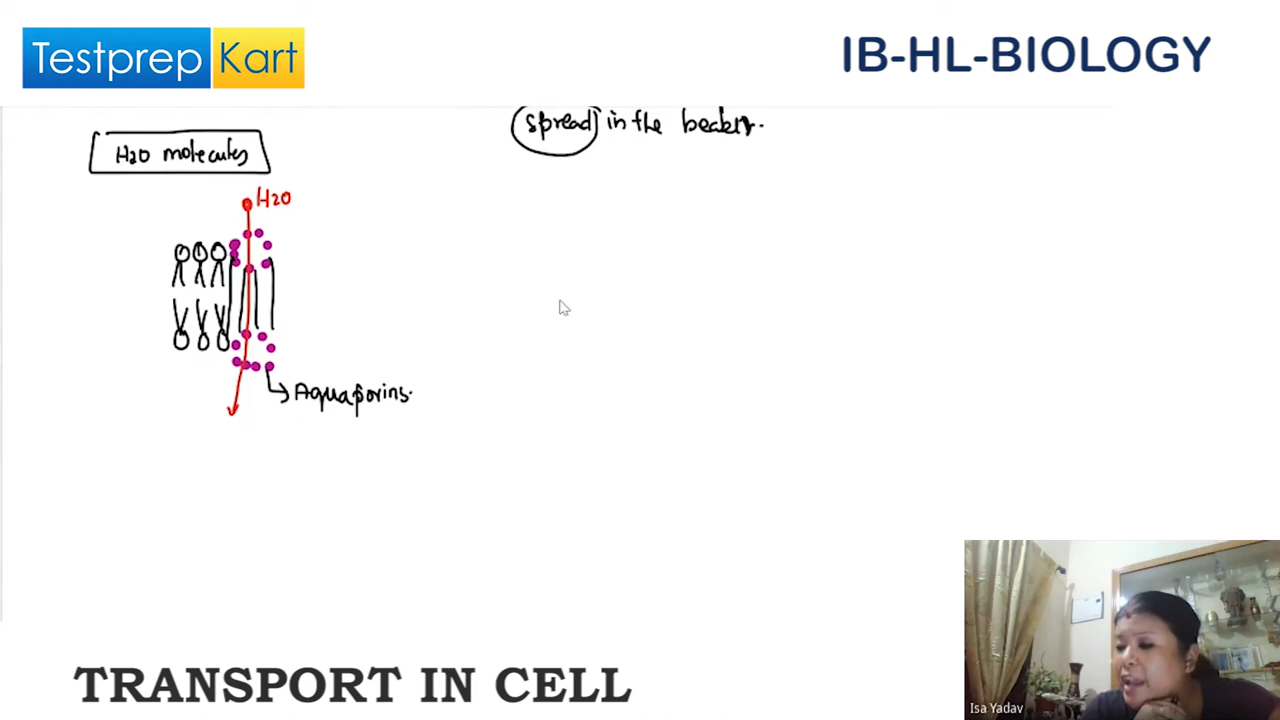 Testprep Kart
IB-HL-BIOLOGY
spread in the beaker.
H2O molecules
H2O
Aquaporins.
TRANSPORT IN CELL
Isa Yadav